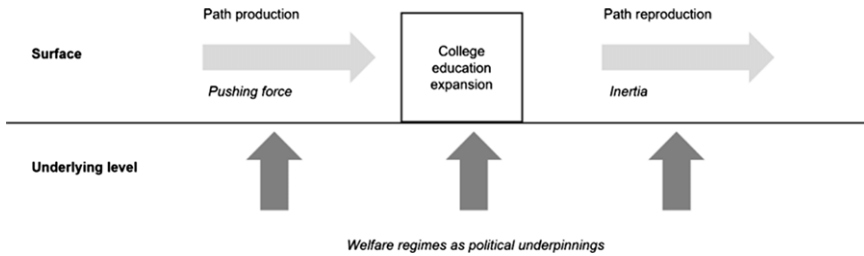 Path production
Path reproduction
Surface
College
education
expansion
Pushing force
Inertia
Underlying level
Welfare regimes as political underpinnings